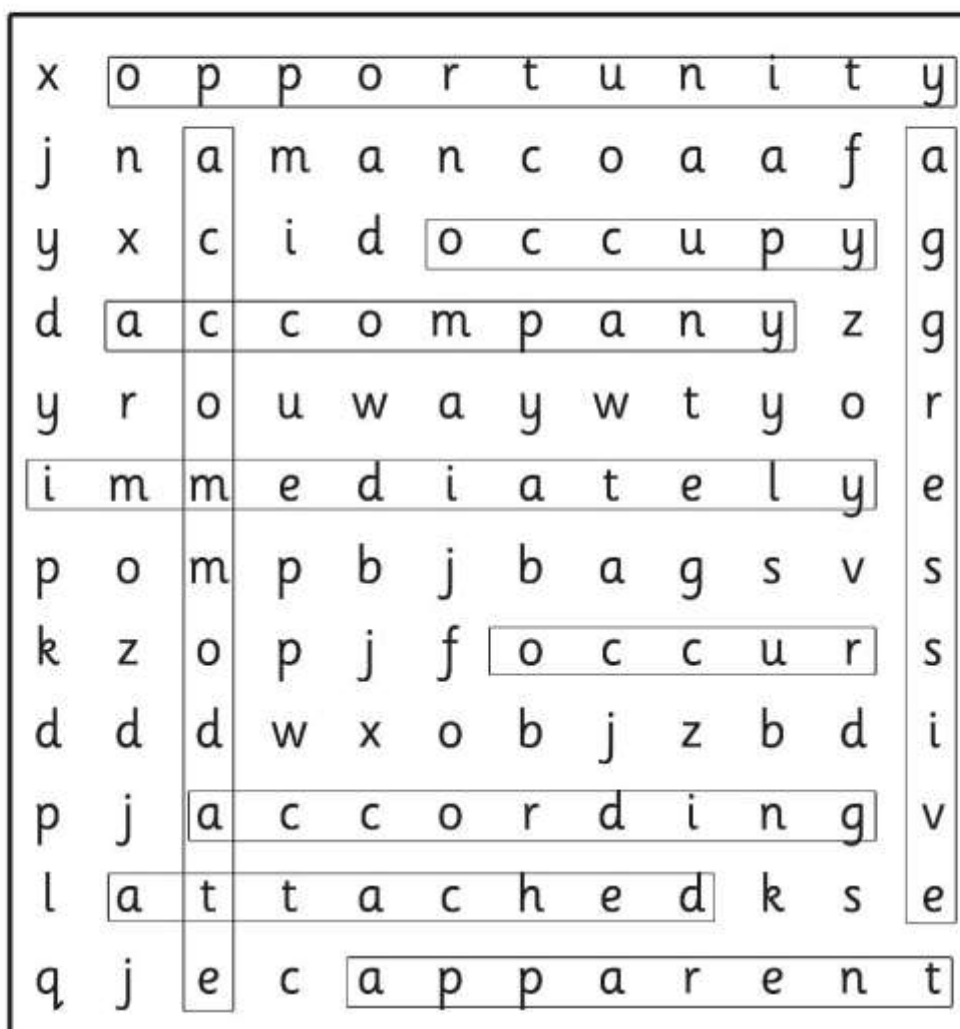 x o p p o r t u n i t y
j n a m a n c o a a f a
y x c i d o c c u p y g
d a c c o m p a n y z g
y r o u w a y w t y o r
i m m e d i a t e l y e
p o m p b j b a g s v s
k z o p j f o c c u r s
d d d w x o b j z b d i
p j a c c o r d i n g v
l a t t a c h e d k s e
q j e c a p p a r e n t